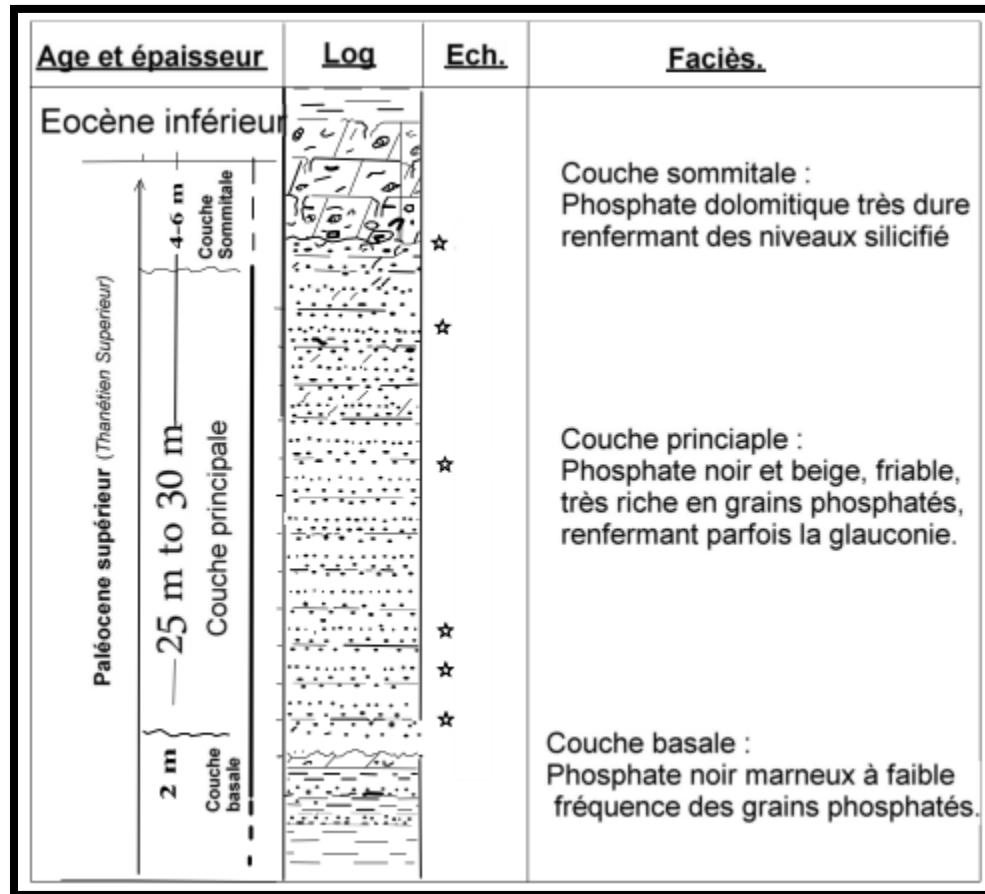 Age et épaisseur
Log
Ech.
Faciès.
Eocène inférieur
Paléocene supérieur (Thanétien Superieur)
4–6 m
Couche
Sommitale
25 m to 30 m
Couche principale
2 m
Couche
basale
Couche sommitale :
Phosphate dolomitique très dure
renfermant des niveaux silicifié
Couche princiaple :
Phosphate noir et beige, friable,
très riche en grains phosphatés,
renfermant parfois la glauconie.
Couche basale :
Phosphate noir marneux à faible
fréquence des grains phosphatés.